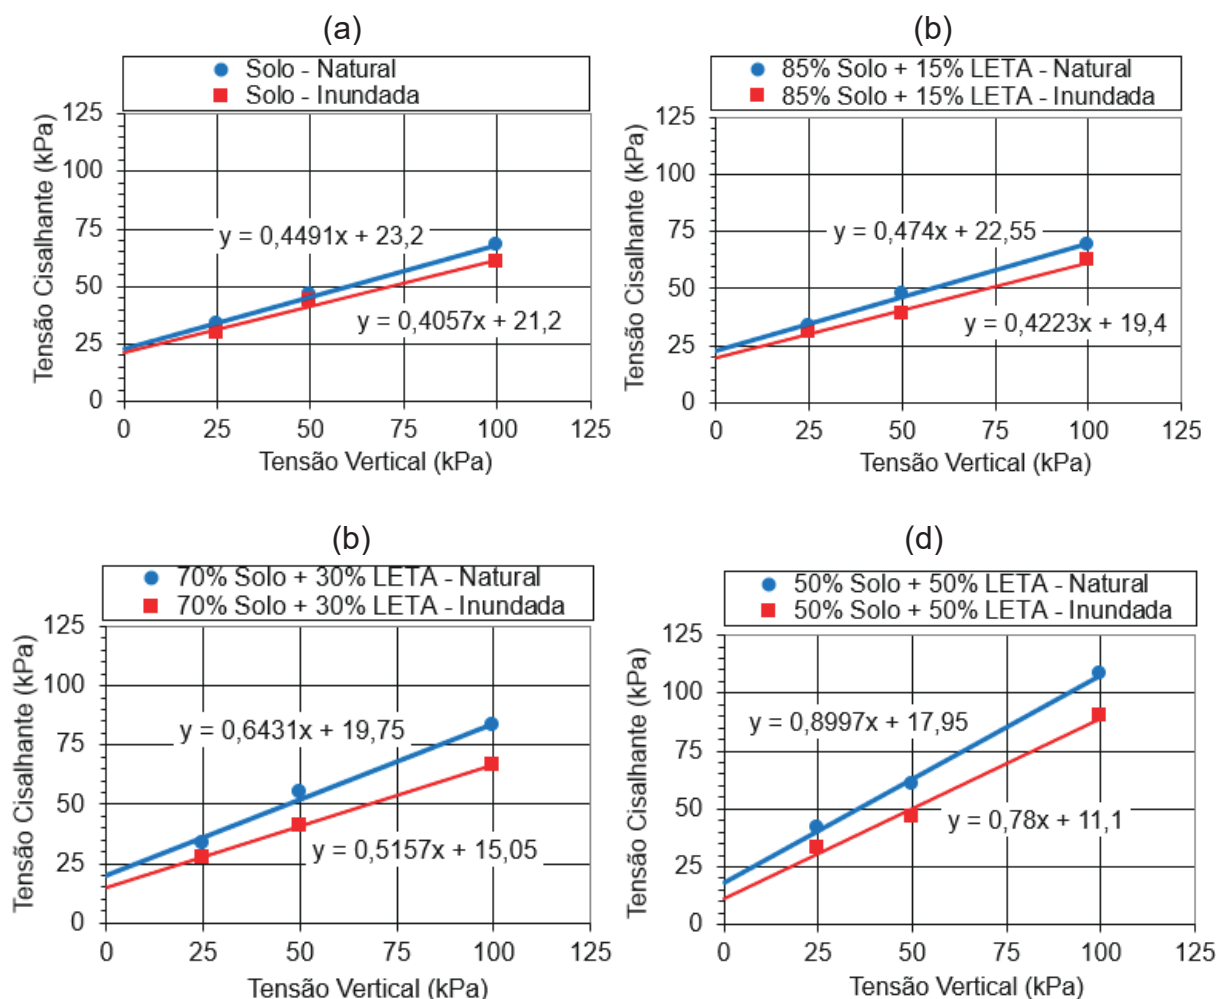 (a)
Solo - Natural
Solo - Inundada
125
100
75
50
25
0
y = 0,4491x + 23,2
y = 0,4057x + 21,2
0 25 50 75 100 125
Tensão Cisalhante (kPa)
Tensão Vertical (kPa)
(b)
85% Solo + 15% LETA - Natural
85% Solo + 15% LETA - Inundada
125
100
75
50
25
0
y = 0,474x + 22,55
y = 0,4223x + 19,4
0 25 50 75 100 125
Tensão Cisalhante (kPa)
Tensão Vertical (kPa)
(b)
70% Solo + 30% LETA - Natural
70% Solo + 30% LETA - Inundada
125
100
75
50
25
0
y = 0,6431x + 19,75
y = 0,5157x + 15,05
0 25 50 75 100 125
Tensão Cisalhante (kPa)
Tensão Vertical (kPa)
(d)
50% Solo + 50% LETA - Natural
50% Solo + 50% LETA - Inundada
125
100
75
50
25
0
y = 0,8997x + 17,95
y = 0,78x + 11,1
0 25 50 75 100 125
Tensão Cisalhante (kPa)
Tensão Vertical (kPa)